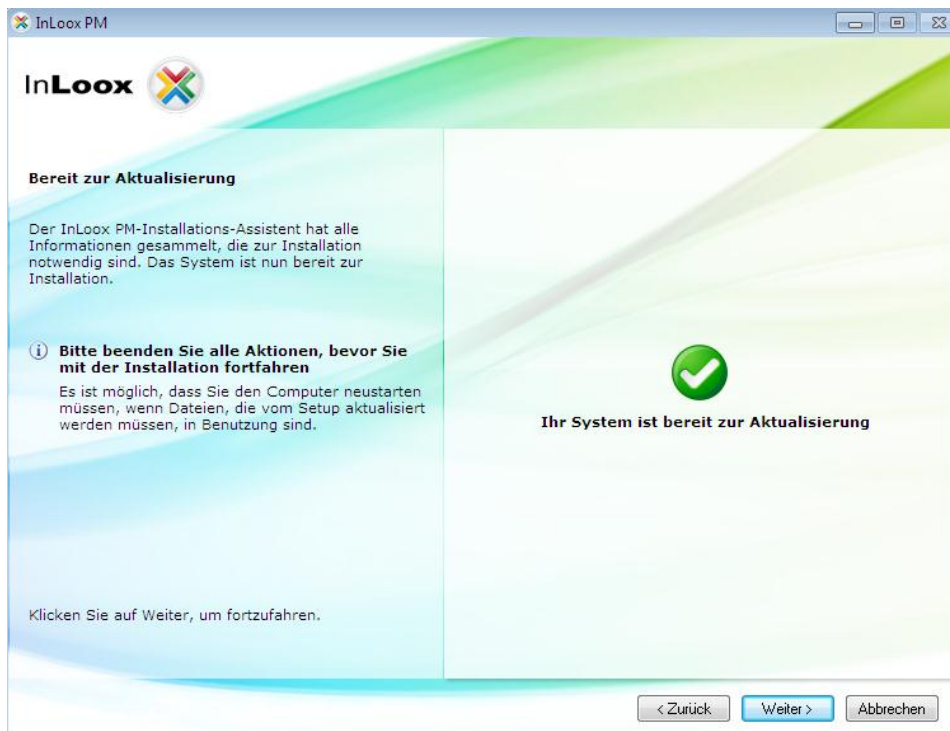 InLoox PM
InLoox
Bereit zur Aktualisierung
Der InLoox PM-Installations-Assistent hat alle
Informationen gesammelt, die zur Installation
notwendig sind. Das System ist nun bereit zur
Installation.
Bitte beenden Sie alle Aktionen, bevor Sie
mit der Installation fortfahren
Es ist möglich, dass Sie den Computer neustarten
müssen, wenn Dateien, die vom Setup aktualisiert
werden müssen, in Benutzung sind.
Klicken Sie auf Weiter, um fortzufahren.
Ihr System ist bereit zur Aktualisierung
< Zurück
Weiter >
Abbrechen